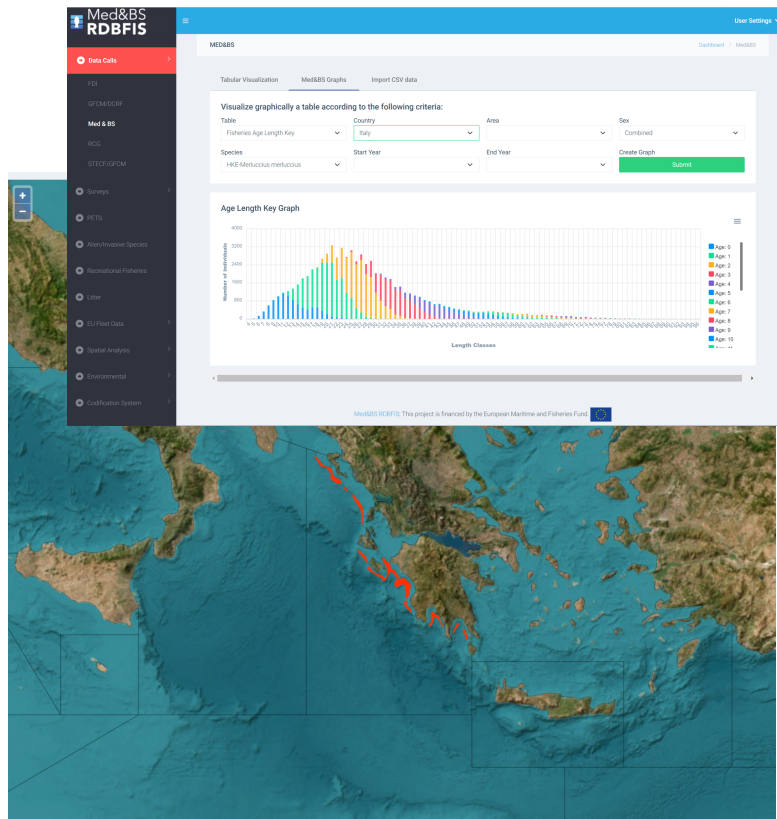 Med&BS
RDBFIS
User Settings
MED&BS
Dashboard / Med&BS
Data Calls
FDI
GFCM/DCRF
Med & BS
RCG
STECF/GFCM
Surveys
PETS
Alien/Invasive Species
Recreational Fisheries
Litter
EU Fleet Data
Spatial Analysis
Environmental
Codification System
Tabular Visualization Med&BS Graphs Import CSV data
Visualize graphically a table according to the following criteria:
Table Country Area Sex
Fisheries Age Length Key Italy Combined
Species Start Year End Year Create Graph
HKE-Merluccius merluccius Submit
Age Length Key Graph
Number of Individuals
4000
3200
2400
1600
800
0
Length Classes
Age: 0
Age: 1
Age: 2
Age: 3
Age: 4
Age: 5
Age: 6
Age: 7
Age: 8
Age: 9
Age: 10
Med&BS RDBFIS. This project is financed by the European Maritime and Fisheries Fund.
+
−